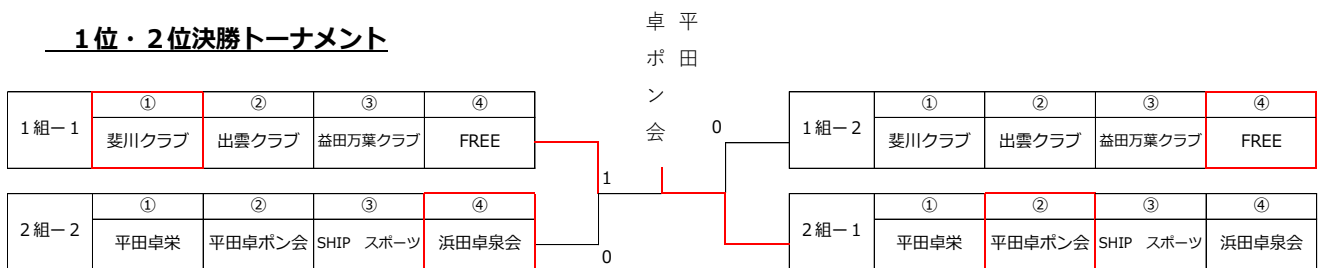 １位・２位決勝トーナメント
平田
卓ポン会
１組ー１ ① ② ③ ④
斐川クラブ 出雲クラブ 益田万葉クラブ FREE
２組ー２ ① ② ③ ④
平田卓栄 平田卓ポン会 SHIP　スポーツ 浜田卓泉会
1
0
0
１組ー２ ① ② ③ ④
斐川クラブ 出雲クラブ 益田万葉クラブ FREE
２組ー１ ① ② ③ ④
平田卓栄 平田卓ポン会 SHIP　スポーツ 浜田卓泉会